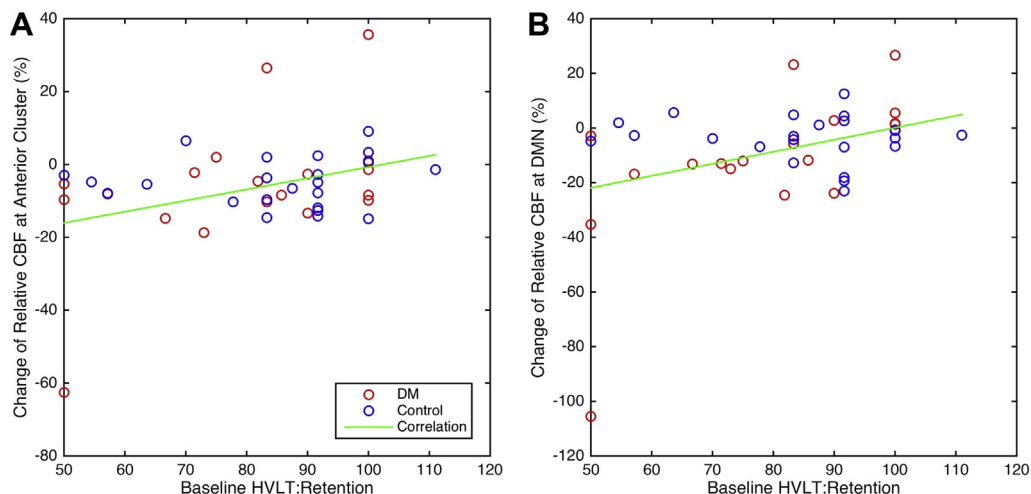 A
Change of Relative CBF at Anterior Cluster (%)
40
20
0
-20
-40
-60
-80
DM
Control
Correlation
50 60 70 80 90 100 110 120
Baseline HVLT:Retention
B
Change of Relative CBF at DMN (%)
40
20
0
-20
-40
-60
-80
-100
-120
50 60 70 80 90 100 110 120
Baseline HVLT:Retention